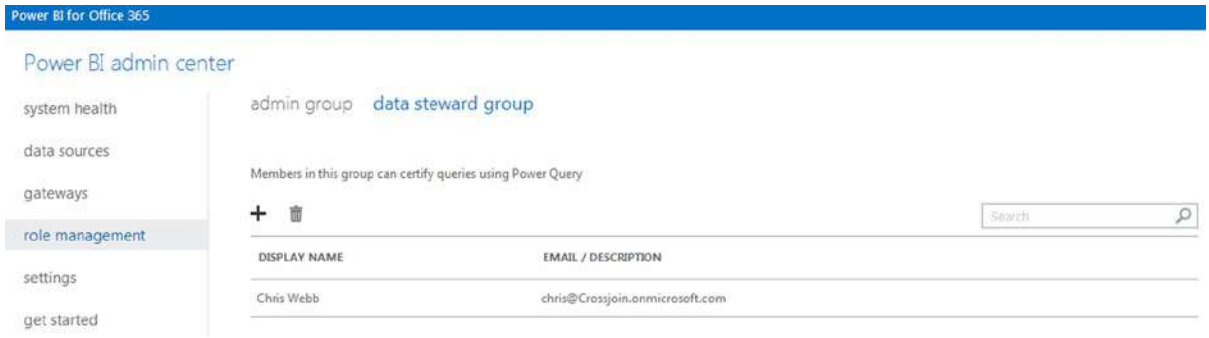 Power BI for Office 365
Power BI admin center
system health
data sources
gateways
role management
settings
get started
admin group data steward group
Members in this group can certify queries using Power Query
Search
DISPLAY NAME EMAIL / DESCRIPTION
Chris Webb chris@Crossjoin.onmicrosoft.com